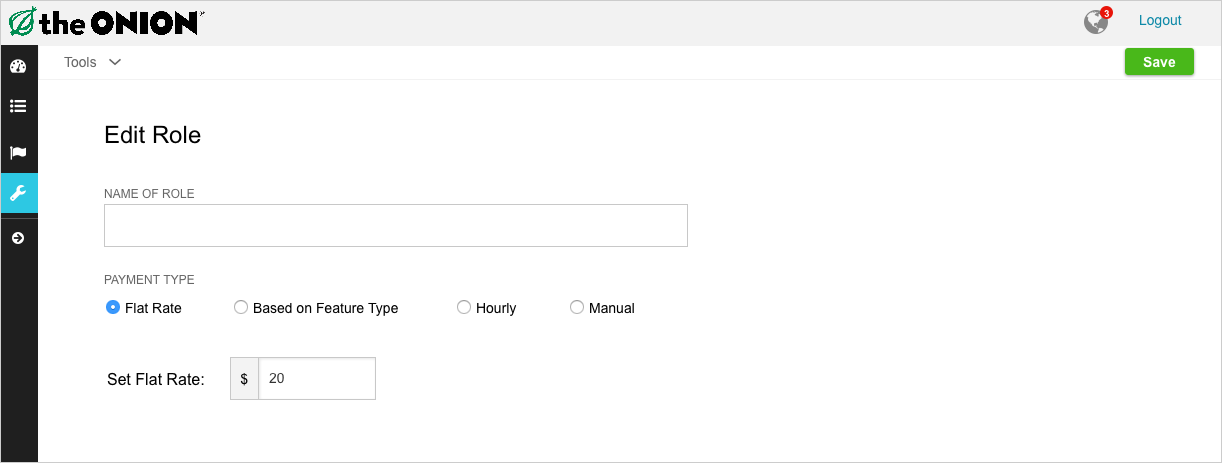 the ONION
3
Logout
Tools
Save
Edit Role
NAME OF ROLE
PAYMENT TYPE
Flat Rate Based on Feature Type Hourly Manual
Set Flat Rate: $ 20